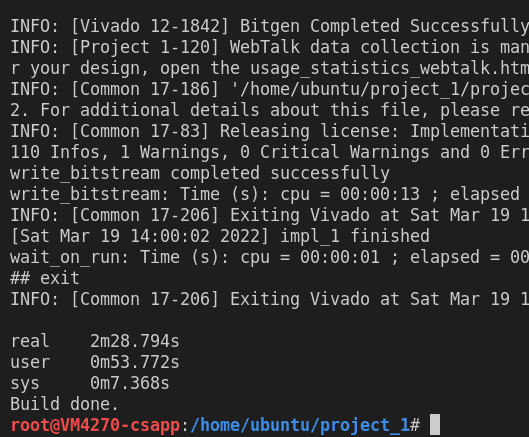 INFO: [Vivado 12-1842] Bitgen Completed Successfully
INFO: [Project 1-120] WebTalk data collection is man
r your design, open the usage_statistics_webtalk.htm
INFO: [Common 17-186] '/home/ubuntu/project_1/projec
2. For additional details about this file, please re
INFO: [Common 17-83] Releasing license: Implementati
110 Infos, 1 Warnings, 0 Critical Warnings and 0 Err
write_bitstream completed successfully
write_bitstream: Time (s): cpu = 00:00:13 ; elapsed
INFO: [Common 17-206] Exiting Vivado at Sat Mar 19 1
[Sat Mar 19 14:00:02 2022] impl_1 finished
wait_on_run: Time (s): cpu = 00:00:01 ; elapsed = 00
## exit
INFO: [Common 17-206] Exiting Vivado at Sat Mar 19 1
real    2m28.794s
user    0m53.772s
sys     0m7.368s
Build done.
root@VM4270-csapp:/home/ubuntu/project_1#